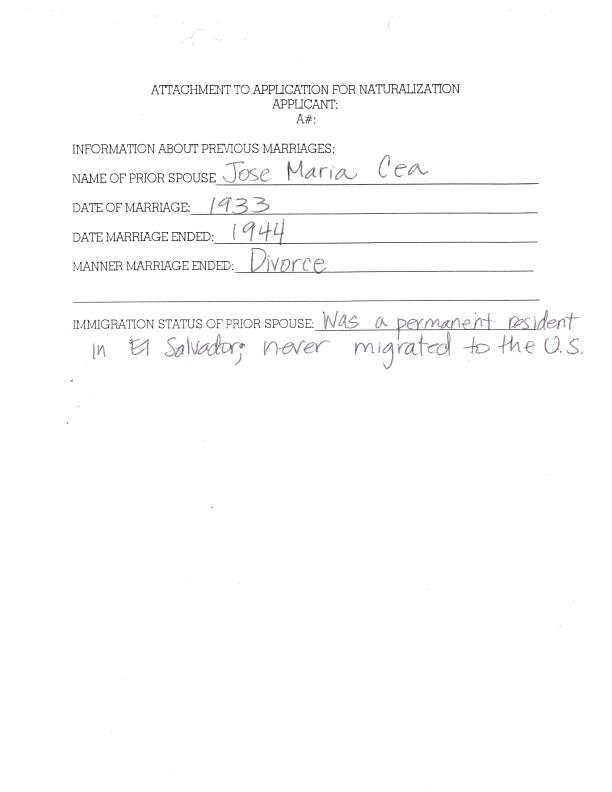 ATTACHMENT TO APPLICATION FOR NATURALIZATION
APPLICANT:
A#:
INFORMATION ABOUT PREVIOUS MARRIAGES:
NAME OF PRIOR SPOUSE Jose Maria Cea
DATE OF MARRIAGE: 1933
DATE MARRIAGE ENDED: 1944
MANNER MARRIAGE ENDED: Divorce
IMMIGRATION STATUS OF PRIOR SPOUSE: Was a permanent resident
in El Salvador; never migrated to the U.S.